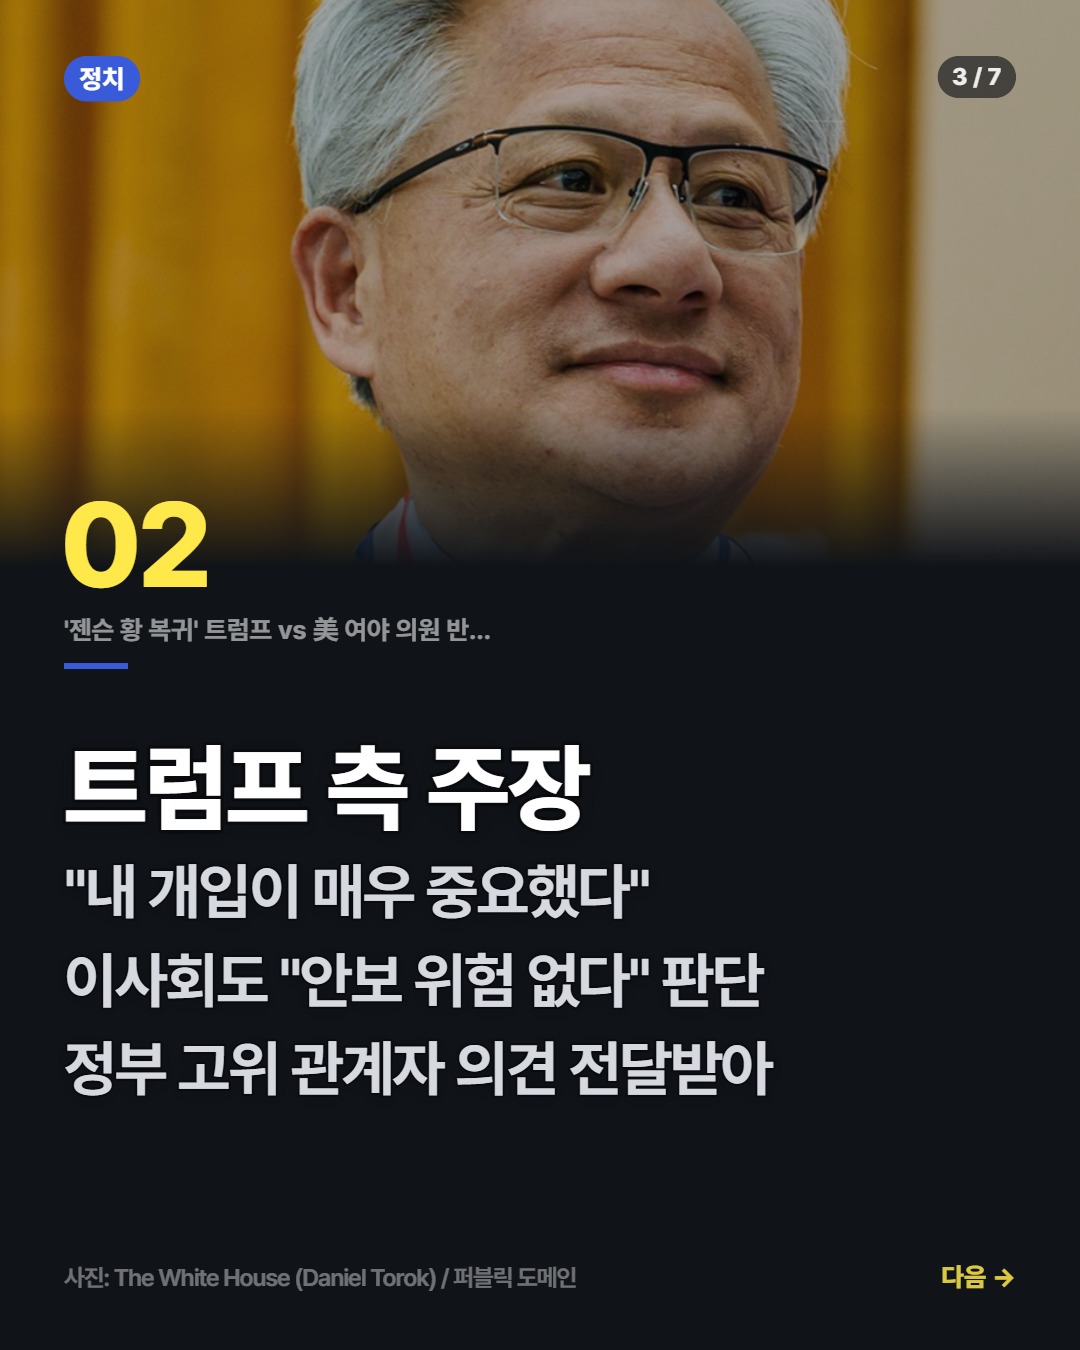 정치
3 / 7
02
'젠슨 황 복귀' 트럼프 vs 美 여야 의원 반...
트럼프 측 주장
"내 개입이 매우 중요했다"
이사회도 "안보 위험 없다" 판단
정부 고위 관계자 의견 전달받아
사진: The White House (Daniel Torok) / 퍼블릭 도메인
다음 →